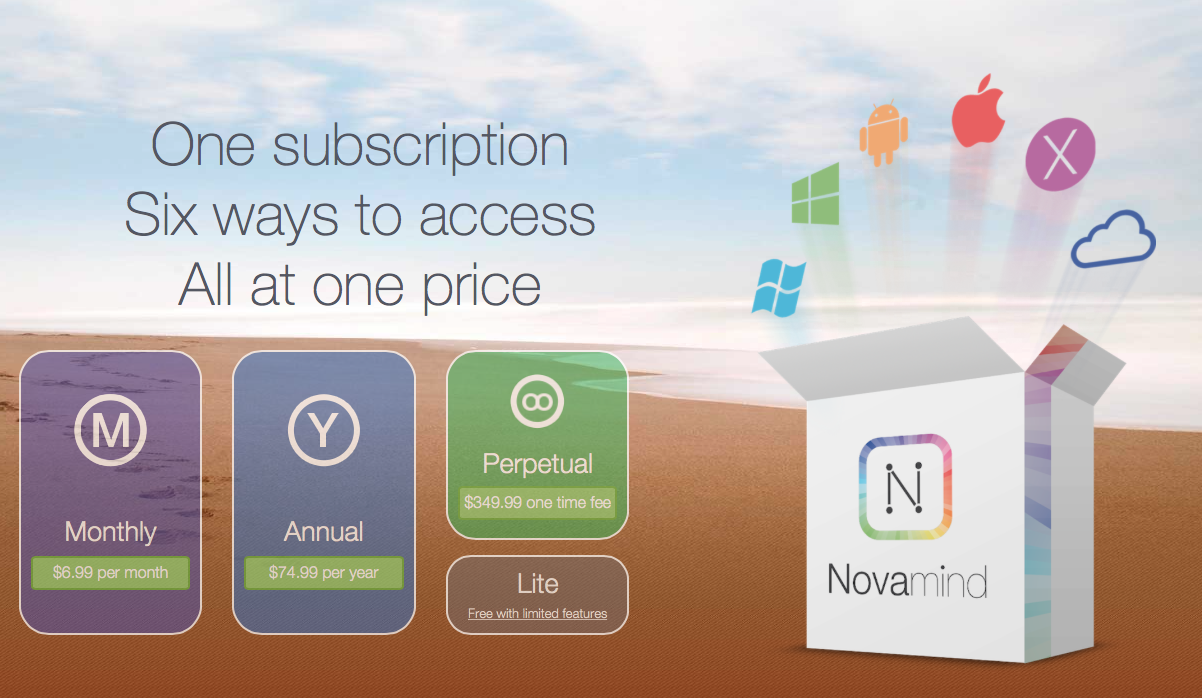 One subscription
Six ways to access
All at one price
M
Monthly
$6.99 per month
Y
Annual
$74.99 per year
Perpetual
$349.99 one time fee
Lite
Free with limited features
X
N
Novamind